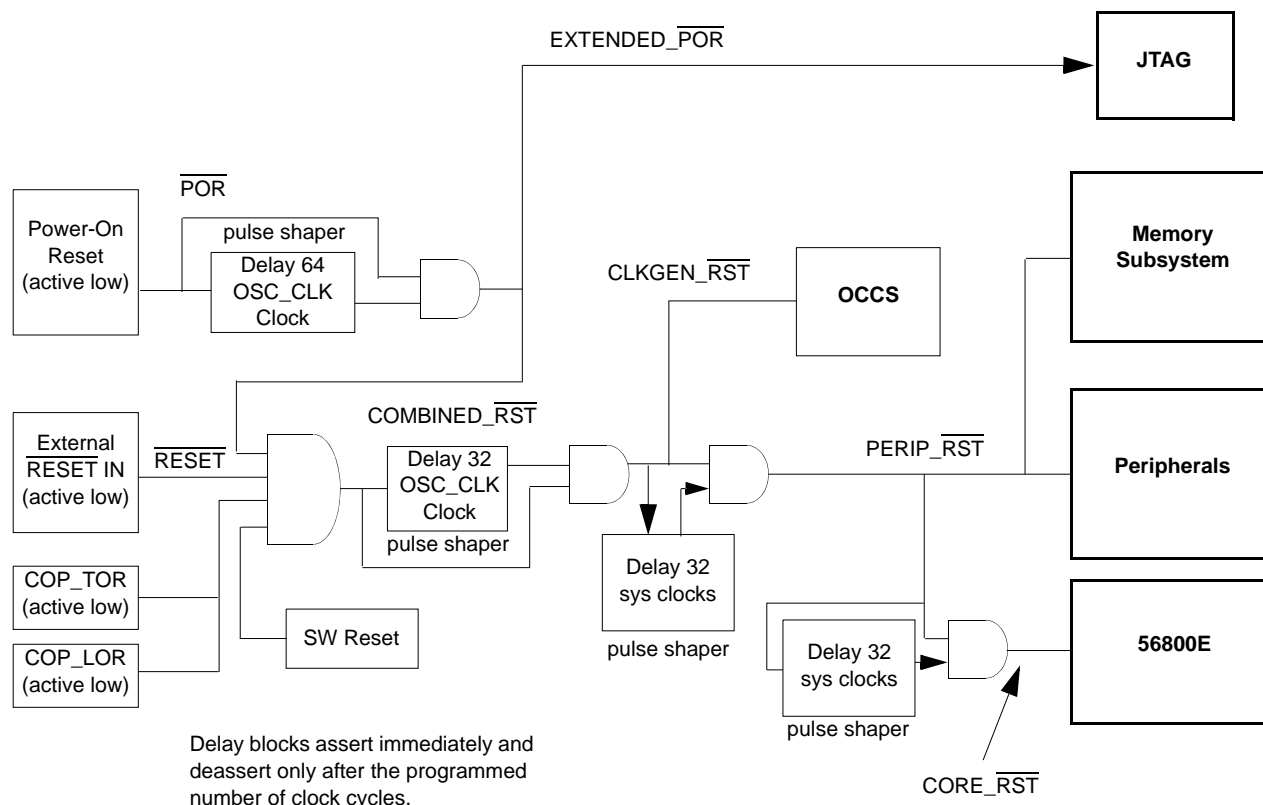 EXTENDED_POR
JTAG
POR
Power-On
Reset
(active low)
pulse shaper
Delay 64
OSC_CLK
Clock
CLKGEN_RST
OCCS
Memory
Subsystem
External
RESET IN
(active low)
RESET
COMBINED_RST
Delay 32
OSC_CLK
Clock
pulse shaper
PERIP_RST
Peripherals
COP_TOR
(active low)
COP_LOR
(active low)
SW Reset
Delay 32
sys clocks
pulse shaper
Delay 32
sys clocks
pulse shaper
56800E
CORE_RST
Delay blocks assert immediately and
deassert only after the programmed
number of clock cycles.